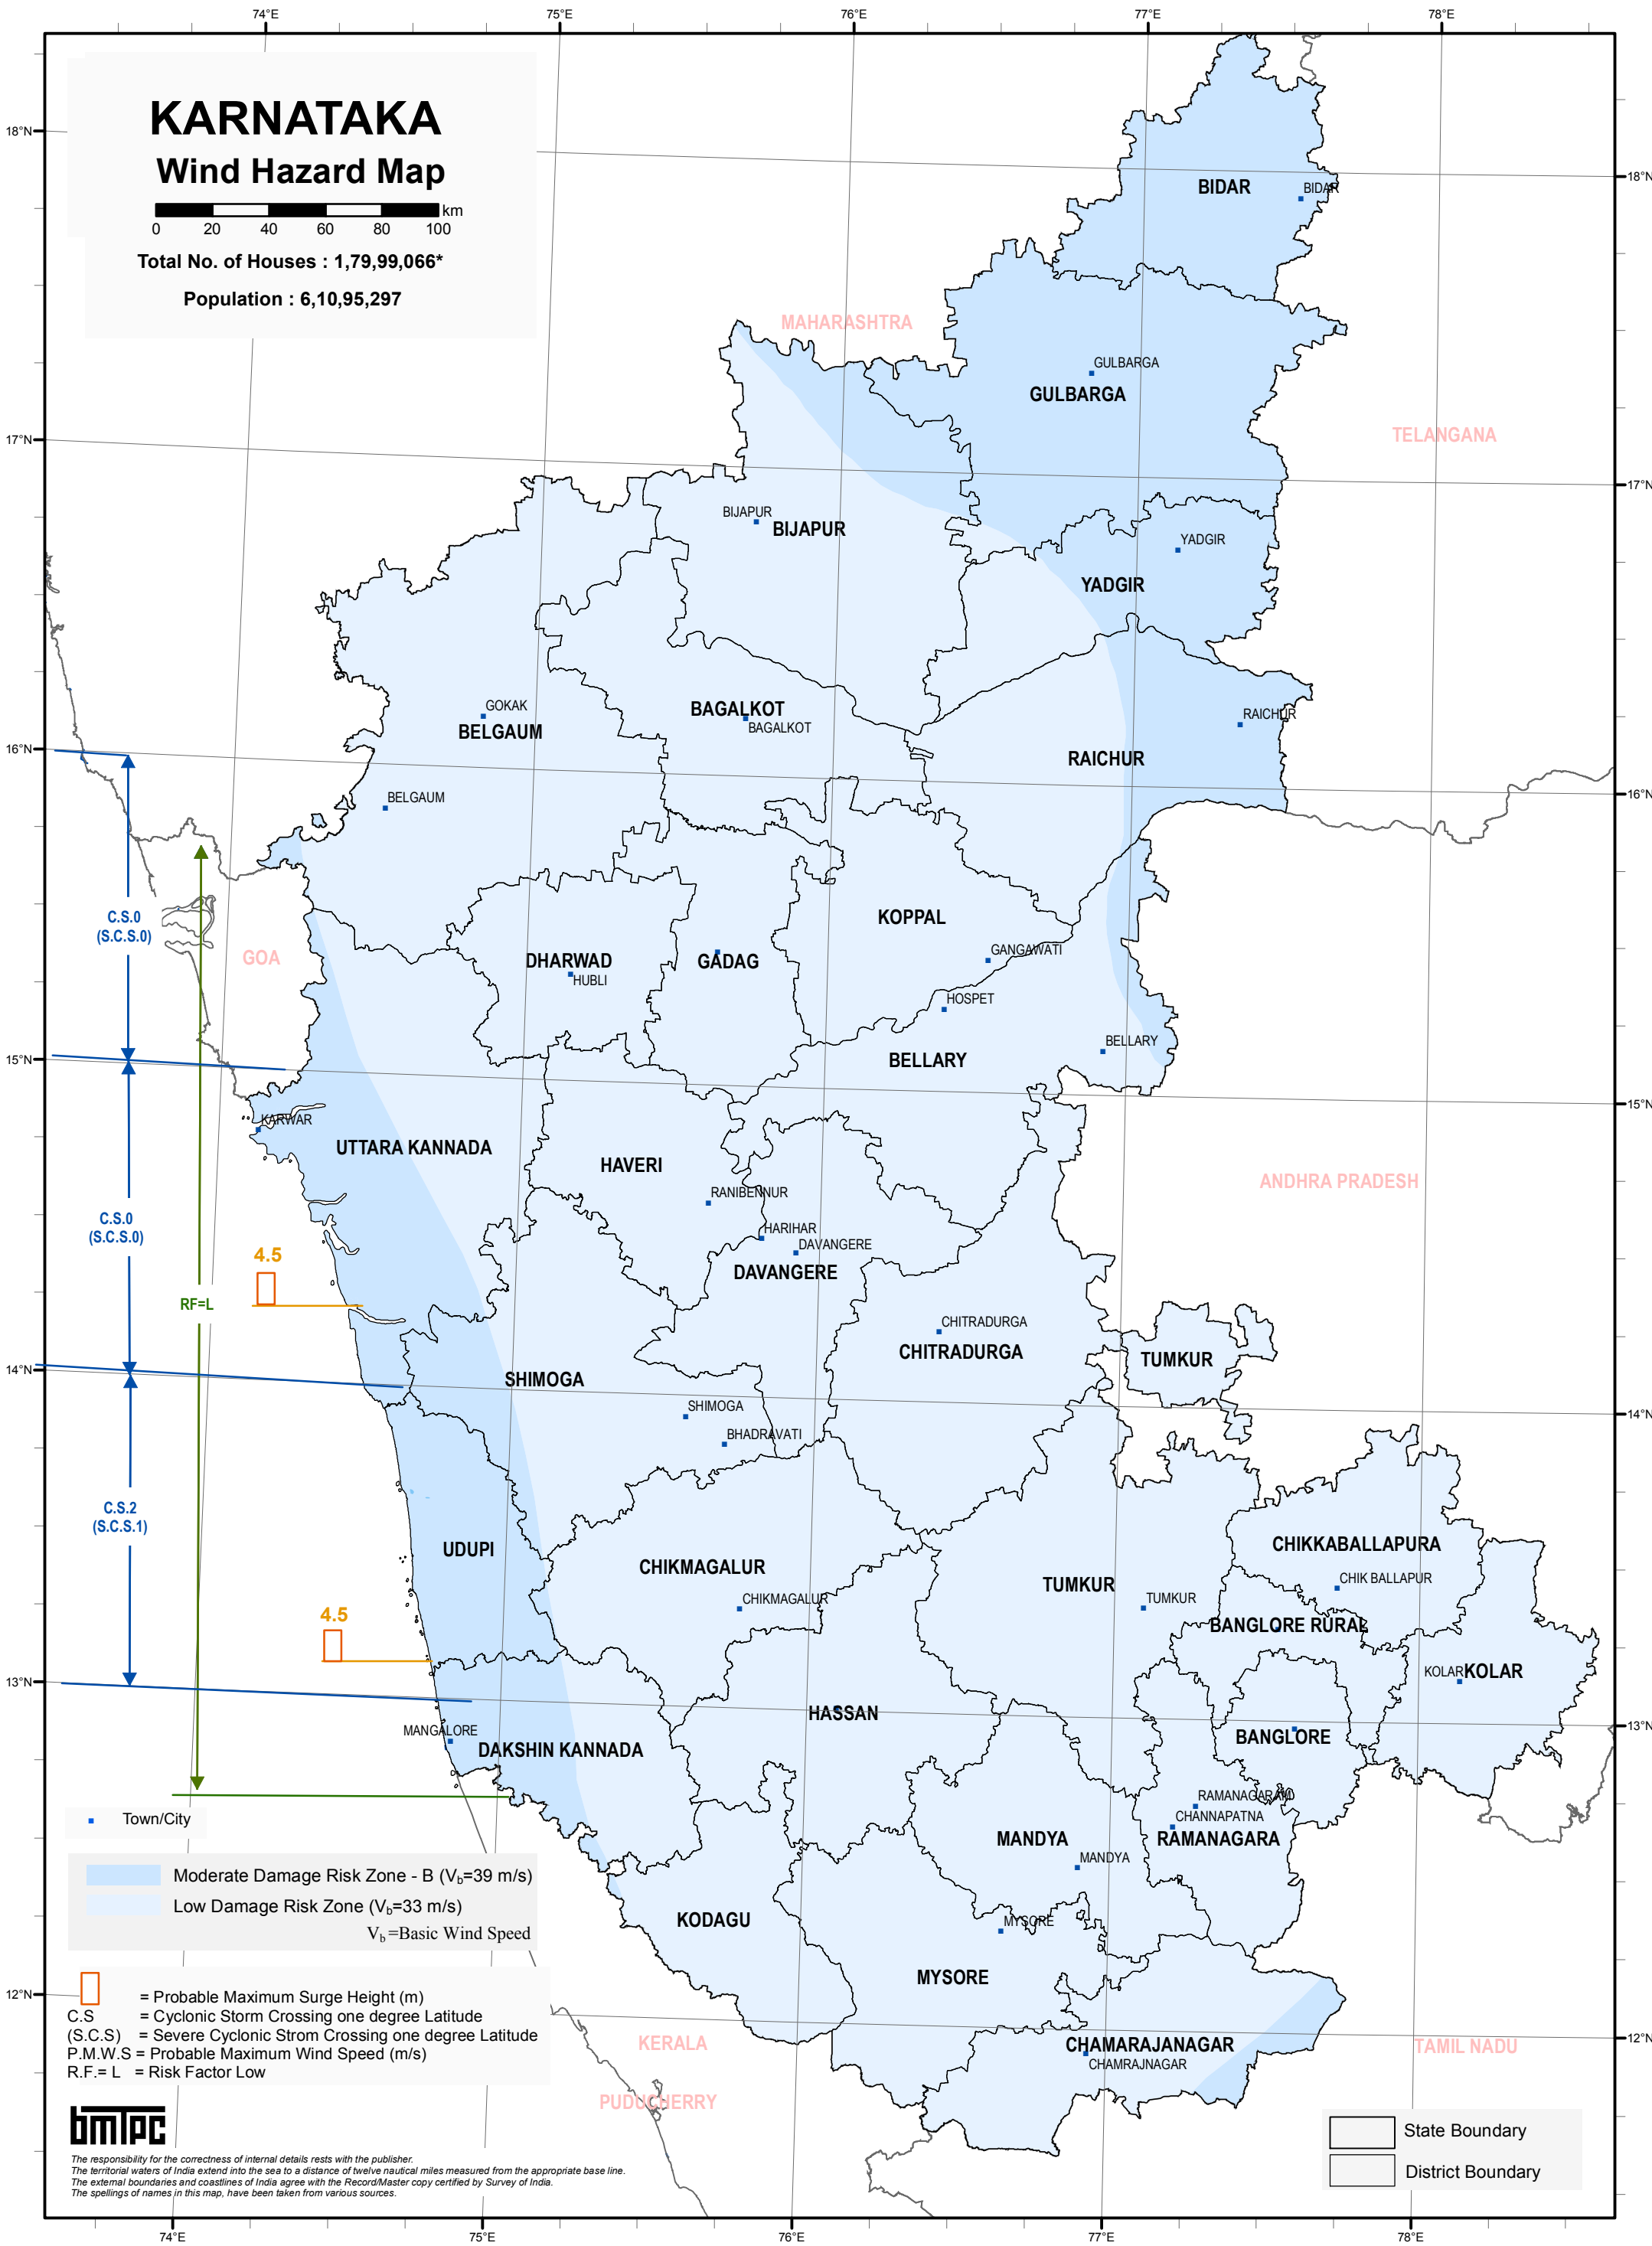 74°E
75°E
76°E
77°E
78°E
KARNATAKA
Wind Hazard Map
km
0 20 40 60 80 100
Total No. of Houses : 1,79,99,066*
Population : 6,10,95,297
18°N
18°N
BIDAR
BIDAR
MAHARASHTRA
GULBARGA
GULBARGA
TELANGANA
17°N
17°N
BIJAPUR
BIJAPUR
YADGIR
YADGIR
GOKAK
BELGAUM
BAGALKOT
BAGALKOT
RAICHUR
RAICHUR
16°N
16°N
BELGAUM
C.S.0
(S.C.S.0)
GOA
KOPPAL
DHARWAD
HUBLI
GADAG
GANGAWATI
HOSPET
BELLARY
BELLARY
15°N
15°N
KARWAR
UTTARA KANNADA
HAVERI
ANDHRA PRADESH
RANIBENNUR
C.S.0
(S.C.S.0)
HARIHAR
DAVANGERE
DAVANGERE
4.5
RF=L
CHITRADURGA
CHITRADURGA
TUMKUR
14°N
14°N
SHIMOGA
SHIMOGA
BHADRAVATI
C.S.2
(S.C.S.1)
UDUPI
CHIKMAGALUR
CHIKMAGALUR
CHIKKABALLAPURA
CHIK BALLAPUR
TUMKUR
TUMKUR
BANGLORE RURAL
4.5
13°N
13°N
KOLAR
KOLAR
HASSAN
BANGLORE
MANGALORE
DAKSHIN KANNADA
RAMANAGARAM
CHANNAPATNA
RAMANAGARA
MANDYA
MANDYA
Town/City
Moderate Damage Risk Zone - B (Vb=39 m/s)
Low Damage Risk Zone (Vb=33 m/s)
Vb=Basic Wind Speed
KODAGU
MYSORE
MYSORE
12°N
12°N
= Probable Maximum Surge Height (m)
C.S = Cyclonic Storm Crossing one degree Latitude
(S.C.S) = Severe Cyclonic Strom Crossing one degree Latitude
P.M.W.S = Probable Maximum Wind Speed (m/s)
R.F.= L = Risk Factor Low
KERALA
CHAMARAJANAGAR
CHAMRAJNAGAR
TAMIL NADU
PUDUCHERRY
bmTPC
State Boundary
District Boundary
The responsibility for the correctness of internal details rests with the publisher.
The territorial waters of India extend into the sea to a distance of twelve nautical miles measured from the appropriate base line.
The external boundaries and coastlines of India agree with the Record/Master copy certified by Survey of India.
The spellings of names in this map, have been taken from various sources.
74°E
75°E
76°E
77°E
78°E